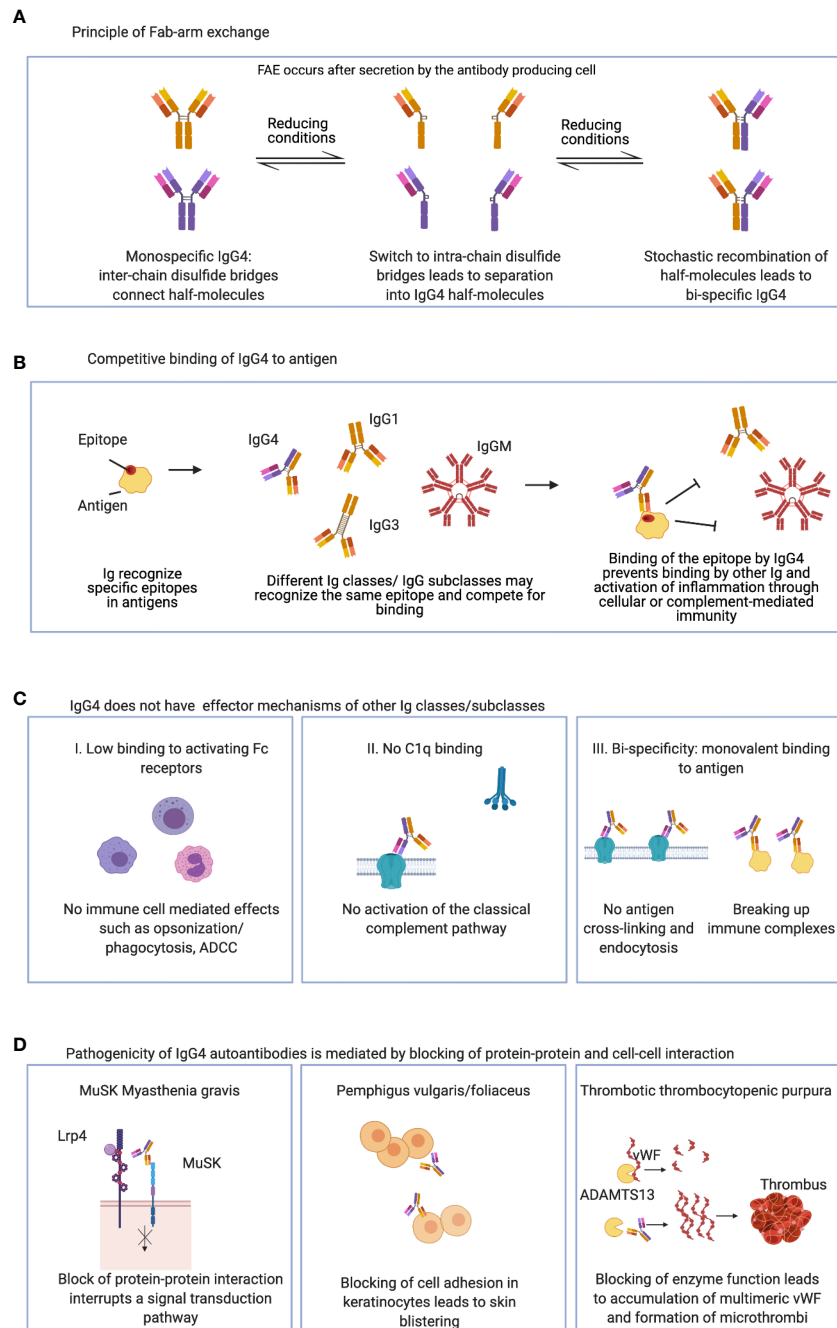 A
Principle of Fab-arm exchange
FAE occurs after secretion by the antibody producing cell
Reducing
conditions
Reducing
conditions
Monospecific IgG4:
inter-chain disulfide bridges
connect half-molecules
Switch to intra-chain disulfide
bridges leads to separation
into IgG4 half-molecules
Stochastic recombination of
half-molecules leads to
bi-specific IgG4
B
Competitive binding of IgG4 to antigen
Epitope
Antigen
IgG4
IgG1
IgG3
IgGM
Ig recognize
specific epitopes
in antigens
Different Ig classes/ IgG subclasses may
recognize the same epitope and compete for
binding
Binding of the epitope by IgG4
prevents binding by other Ig and
activation of inflammation through
cellular or complement-mediated
immunity
C
IgG4 does not have effector mechanisms of other Ig classes/subclasses
I. Low binding to activating Fc
receptors
No immune cell mediated effects
such as opsonization/
phagocytosis, ADCC
II. No C1q binding
No activation of the classical
complement pathway
III. Bi-specificity: monovalent binding
to antigen
No antigen
cross-linking and
endocytosis
Breaking up
immune complexes
D
Pathogenicity of IgG4 autoantibodies is mediated by blocking of protein-protein and cell-cell interaction
MuSK Myasthenia gravis
Lrp4
MuSK
Block of protein-protein interaction
interrupts a signal transduction
pathway
Pemphigus vulgaris/foliaceus
Blocking of cell adhesion in
keratinocytes leads to skin
blistering
Thrombotic thrombocytopenic purpura
vWF
ADAMTS13
Thrombus
Blocking of enzyme function leads
to accumulation of multimeric vWF
and formation of microthrombi